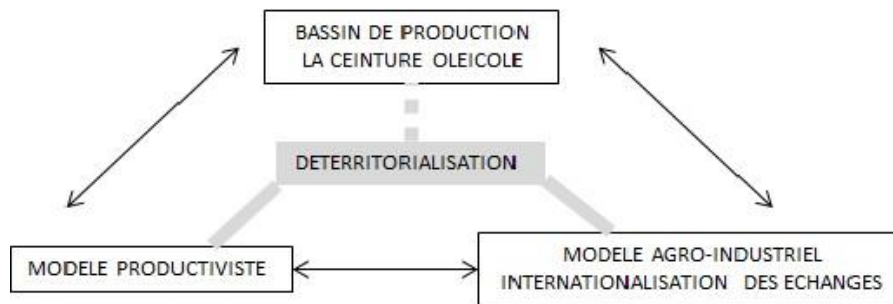 BASSIN DE PRODUCTION
LA CEINTURE OLEICOLE
DETERRITORIALISATION
MODELE PRODUCTIVISTE
MODELE AGRO-INDUSTRIEL
INTERNATIONALISATION DES ECHANGES